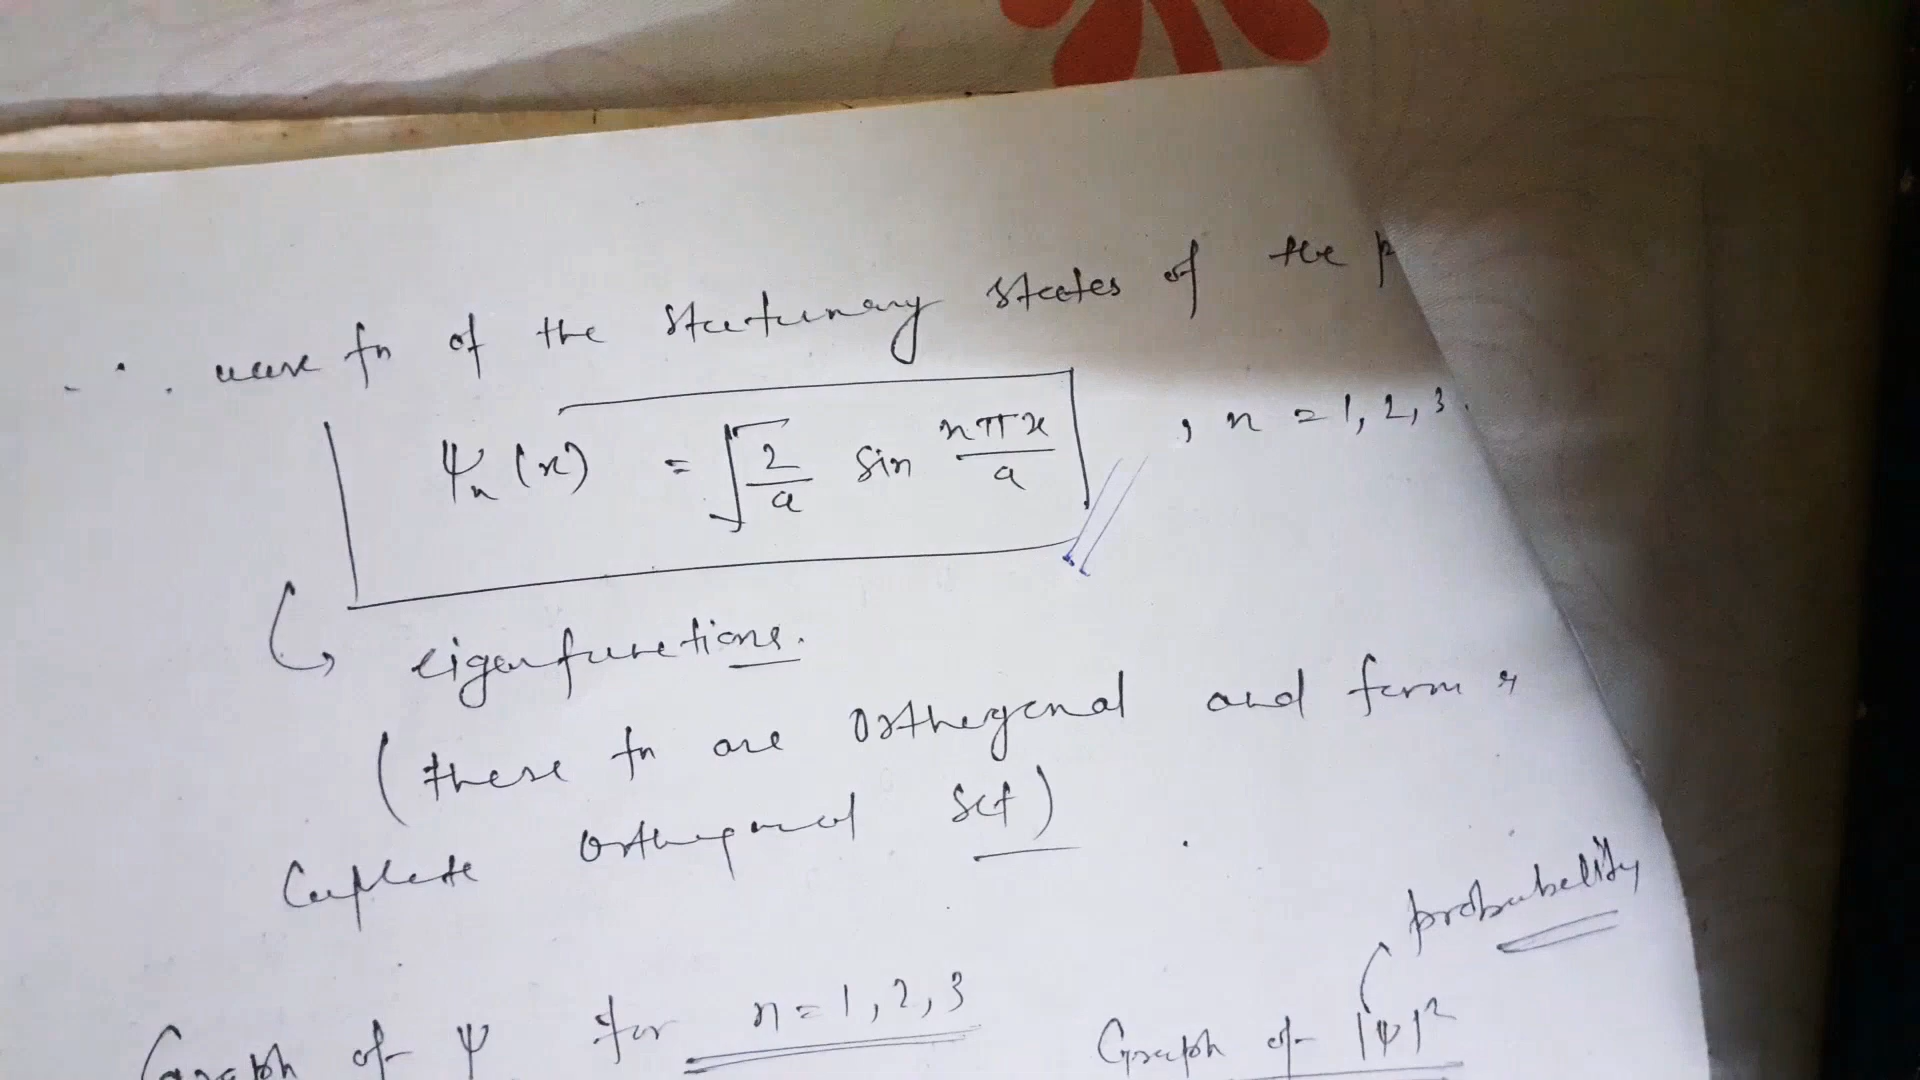 ∴ wave fn of the stationary states of the p
ψₙ(x) = √(2/a) sin nπx/a , n = 1, 2, 3.
eigenfunctions.
(these fn are orthogonal and form a
Complete orthogonal set)
probability
Graph of ψ for n = 1, 2, 3 Graph of |ψ|²